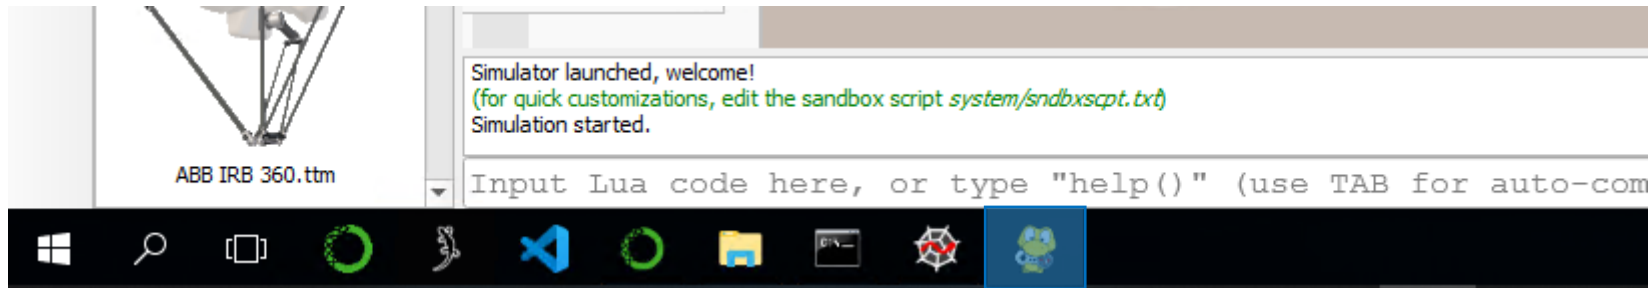 Simulator launched, welcome!
(for quick customizations, edit the sandbox script system/sndbxscpt.txt)
Simulation started.
ABB IRB 360.ttm
Input Lua code here, or type "help()" (use TAB for auto-com